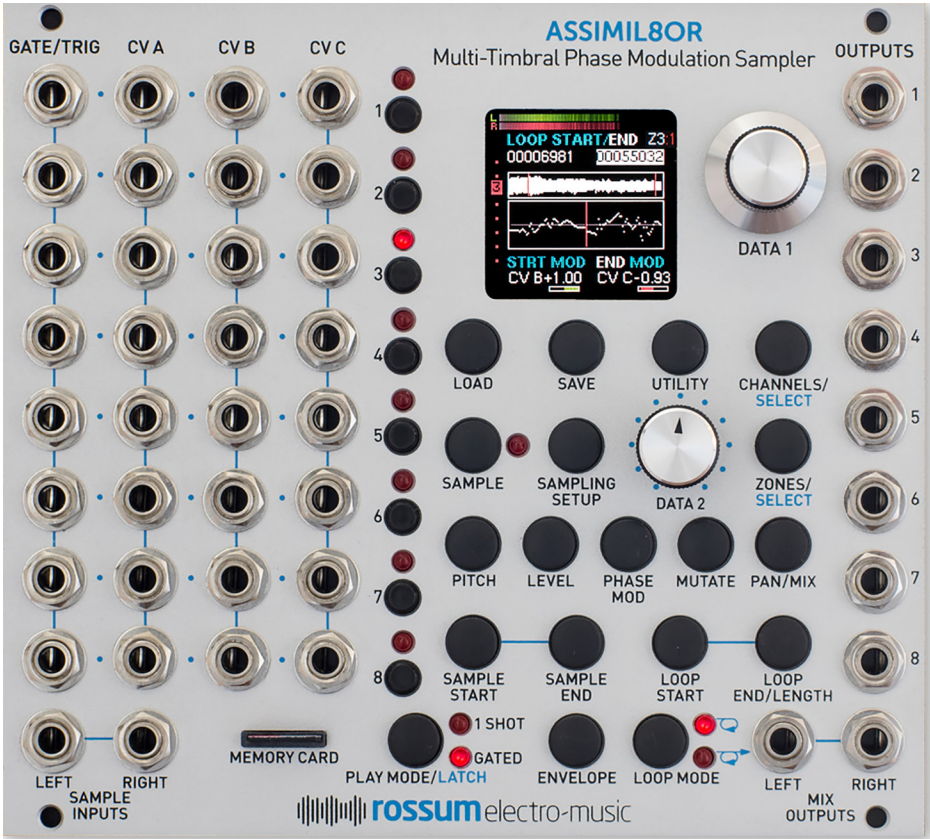 ASSIMIL8OR
Multi-Timbral Phase Modulation Sampler
GATE/TRIG CV A CV B CV C
OUTPUTS
1
2
3
4
5
6
7
8
L
R
LOOP START/END Z3:1
00006981 00055032
3
STRT MOD END MOD
CV B+1.00 CV C-0.93
DATA 1
1
2
3
4
5
6
7
8
LOAD SAVE UTILITY CHANNELS/
SELECT
SAMPLE SAMPLING
SETUP
DATA 2
ZONES/
SELECT
PITCH LEVEL PHASE
MOD
MUTATE PAN/MIX
SAMPLE
START
SAMPLE
END
LOOP
START
LOOP
END/LENGTH
LEFT RIGHT
SAMPLE
INPUTS
MEMORY CARD
1 SHOT
GATED
PLAY MODE/LATCH
ENVELOPE
LOOP MODE
LEFT RIGHT
MIX
OUTPUTS
rossum electro-music